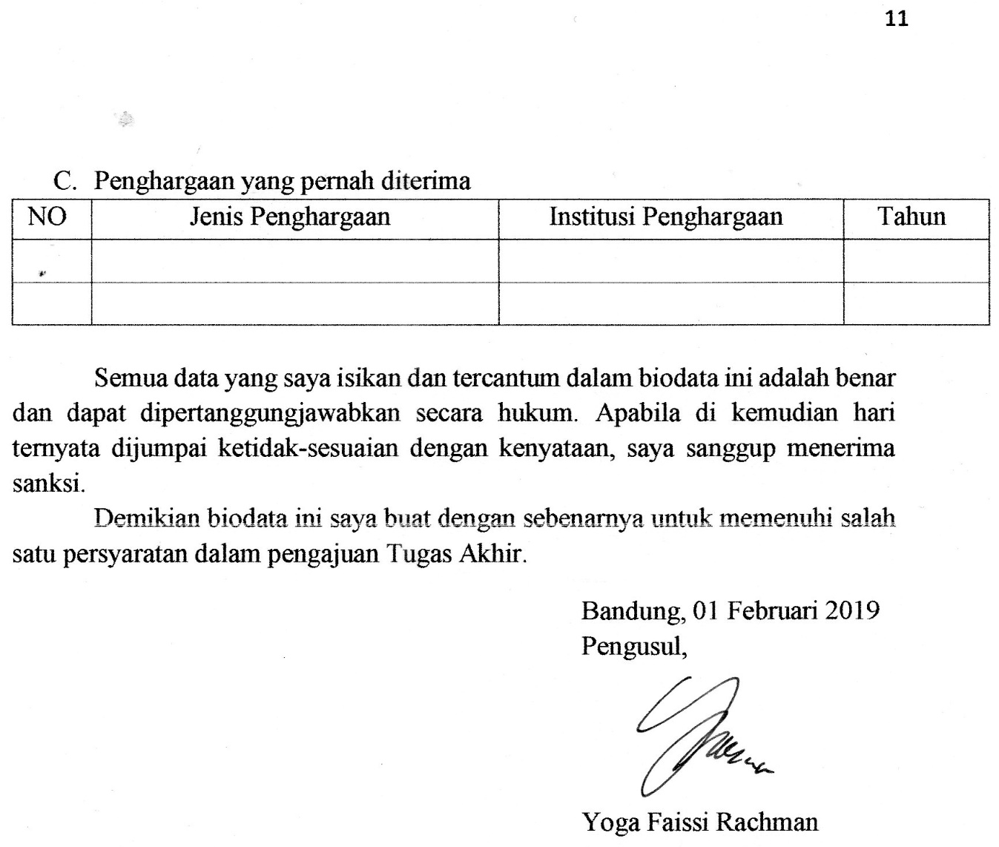 11
C. Penghargaan yang pernah diterima
NO Jenis Penghargaan Institusi Penghargaan Tahun
Semua data yang saya isikan dan tercantum dalam biodata ini adalah benar
dan dapat dipertanggungjawabkan secara hukum. Apabila di kemudian hari
ternyata dijumpai ketidak-sesuaian dengan kenyataan, saya sanggup menerima
sanksi.
Demikian biodata ini saya buat dengan sebenarnya untuk memenuhi salah
satu persyaratan dalam pengajuan Tugas Akhir.
Bandung, 01 Februari 2019
Pengusul,
Yoga Faissi Rachman